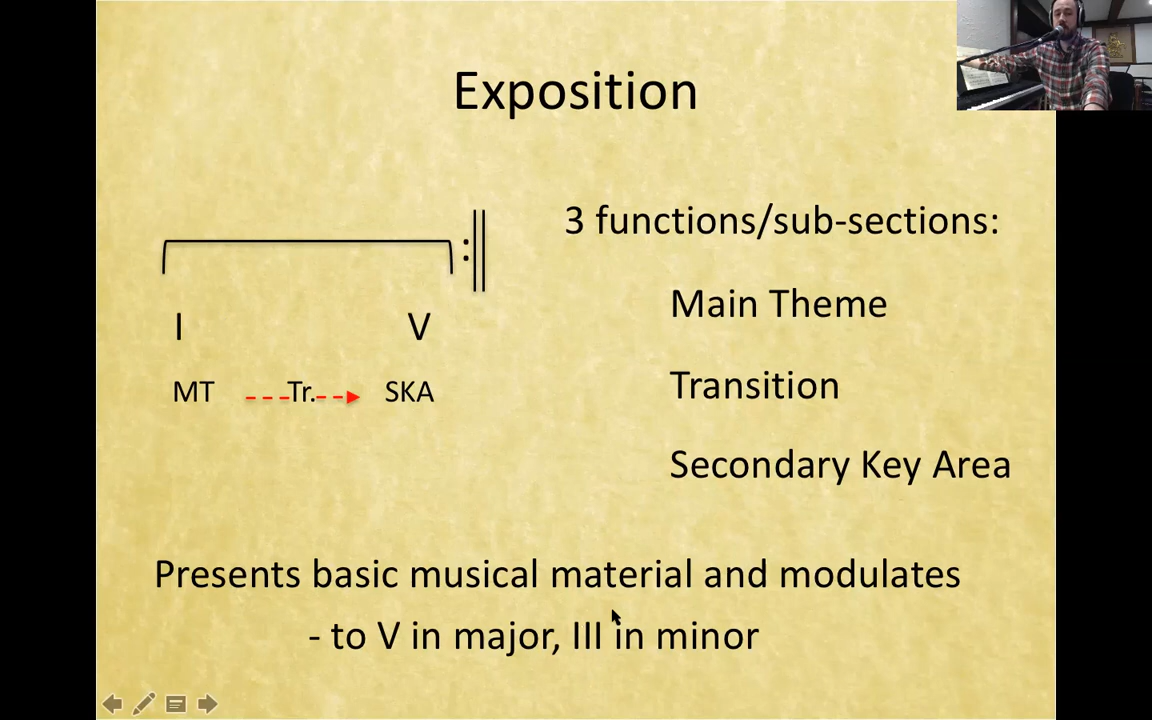 Exposition
3 functions/sub-sections:
Main Theme
I V
Transition
MT Tr. SKA
Secondary Key Area
Presents basic musical material and modulates
- to V in major, III in minor